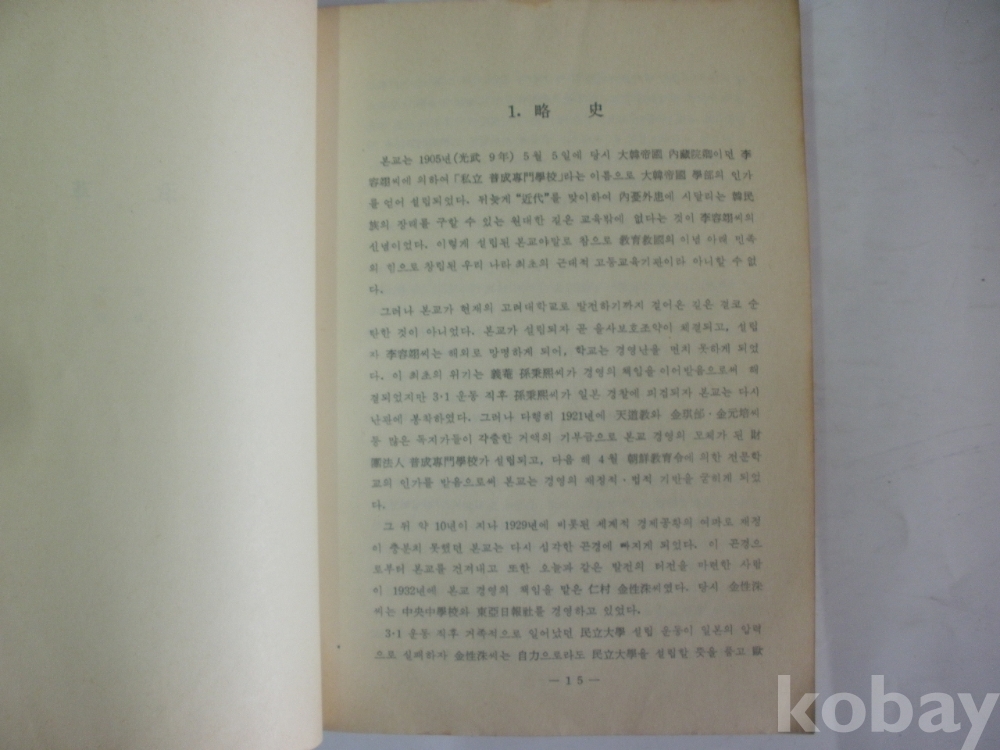 1. 略 史
본교는 1905년(光武 9年) 5월 5일에 당시 大韓帝國 內藏院卿이던 李
容翊씨에 의하여 「私立 普成專門學校」라는 이름으로 大韓帝國 學部의 인가
를 얻어 설립되었다. 뒤늦게 “近代”를 맞이하여 內憂外患에 시달리는 韓民
族의 장래를 구할 수 있는 원대한 길은 교육밖에 없다는 것이 李容翊씨의
신념이었다. 이렇게 설립된 본교야말로 참으로 教育救國의 이념 아래 민족
의 힘으로 창립된 우리 나라 최초의 근대적 고등교육기관이라 아니할 수 없
다.
그러나 본교가 현재의 고려대학교로 발전하기까지 걸어온 길은 결코 순
탄한 것이 아니었다. 본교가 설립되자 곧 을사보호조약이 체결되고, 설립
자 李容翊씨는 해외로 망명하게 되어, 학교는 경영난을 면치 못하게 되었
다. 이 최초의 위기는 義菴 孫秉熙씨가 경영의 책임을 이어받음으로써 해
결되었지만 3·1 운동 직후 孫秉熙씨가 일본 경찰에 피검되자 본교는 다시
난관에 봉착하였다. 그러나 다행히 1921년에 天道敎와 金祺邰·金元培씨
등 많은 독지가들이 갹출한 거액의 기부금으로 본교 경영의 모체가 된 財
團法人 普成專門學校가 설립되고, 다음 해 4월 朝鮮教育令에 의한 전문학
교의 인가를 받음으로써 본교는 경영의 재정적·법적 기반을 굳히게 되었
다.
그 뒤 약 10년이 지나 1929년에 비롯된 세계적 경제공황의 여파로 재정
이 충분치 못했던 본교는 다시 심각한 곤경에 빠지게 되었다. 이 곤경으
로부터 본교를 건져내고 또한 오늘과 같은 발전의 터전을 마련한 사람
이 1932년에 본교 경영의 책임을 맡은 仁村 金性洙씨였다. 당시 金性洙
씨는 中央中學校와 東亞日報社를 경영하고 있었다.
3·1 운동 직후 거족적으로 일어났던 民立大學 설립 운동이 일본의 압력
으로 실패하자 金性洙씨는 自力으로라도 民立大學을 설립할 뜻을 품고 歐
— 15 —
kobay